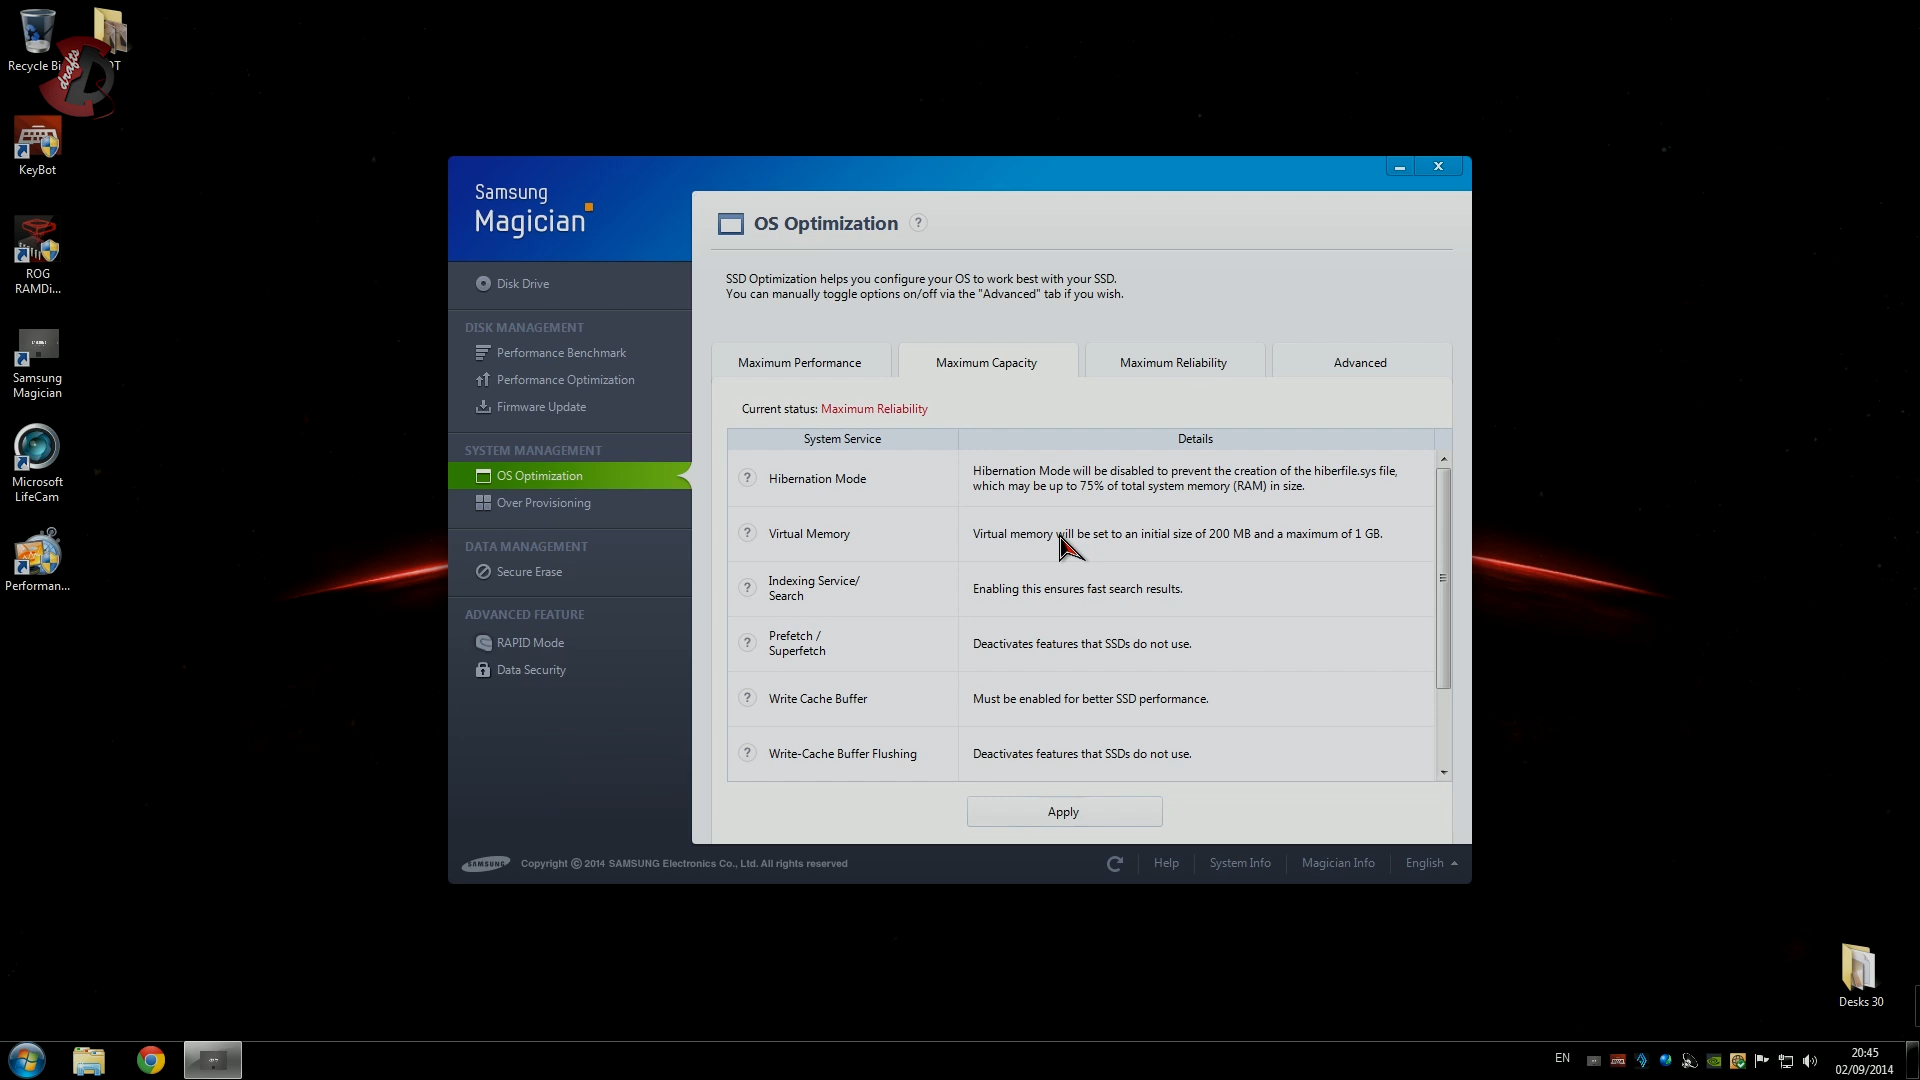 Recycle Bi
DT
drafts
KeyBot
ROG
RAMDi...
Samsung
Magician
Microsoft
LifeCam
Performan...
Samsung
Magician
Disk Drive
DISK MANAGEMENT
Performance Benchmark
Performance Optimization
Firmware Update
SYSTEM MANAGEMENT
OS Optimization
Over Provisioning
DATA MANAGEMENT
Secure Erase
ADVANCED FEATURE
RAPID Mode
Data Security
OS Optimization ?
SSD Optimization helps you configure your OS to work best with your SSD.
You can manually toggle options on/off via the "Advanced" tab if you wish.
Maximum Performance
Maximum Capacity
Maximum Reliability
Advanced
Current status: Maximum Reliability
System Service
Details
? Hibernation Mode
Hibernation Mode will be disabled to prevent the creation of the hiberfile.sys file,
which may be up to 75% of total system memory (RAM) in size.
? Virtual Memory
Virtual memory will be set to an initial size of 200 MB and a maximum of 1 GB.
? Indexing Service/
Search
Enabling this ensures fast search results.
? Prefetch /
Superfetch
Deactivates features that SSDs do not use.
? Write Cache Buffer
Must be enabled for better SSD performance.
? Write-Cache Buffer Flushing
Deactivates features that SSDs do not use.
Apply
SAMSUNG Copyright © 2014 SAMSUNG Electronics Co., Ltd. All rights reserved
Help
System Info
Magician Info
English
Desks 30
EN
20:45
02/09/2014